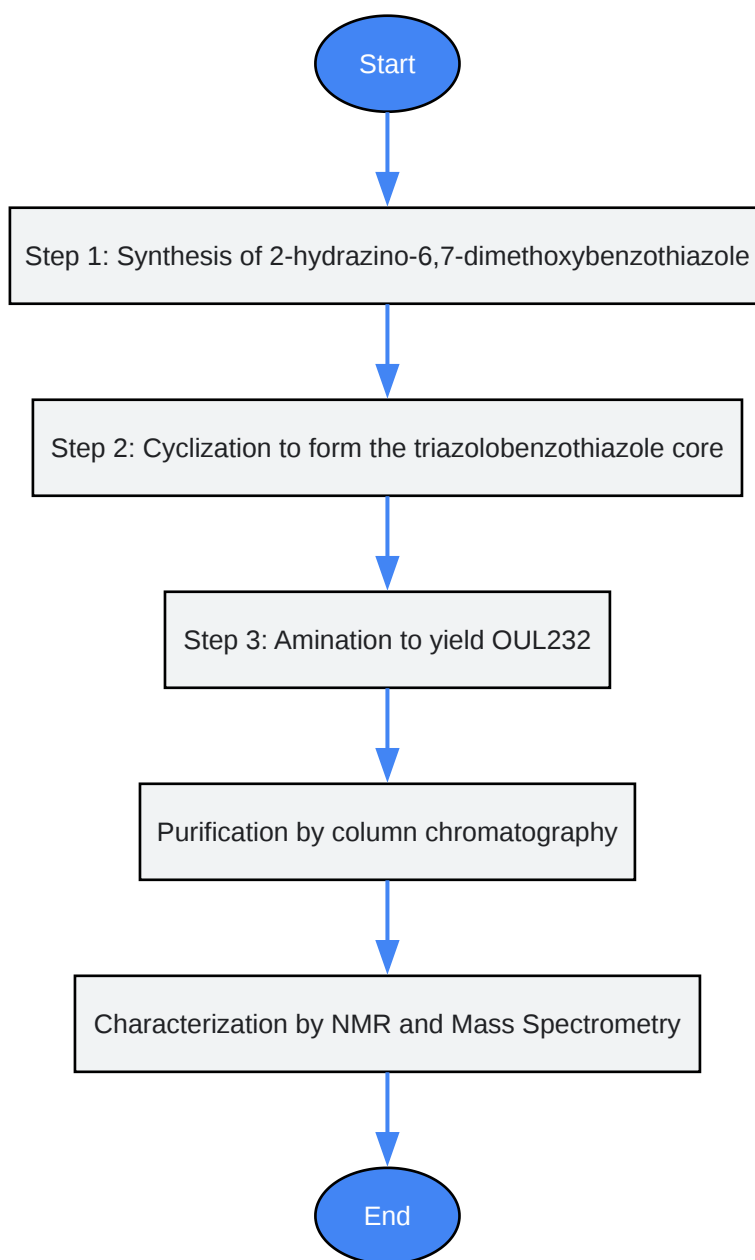 Start
Step 1: Synthesis of 2-hydrazino-6,7-dimethoxybenzothiazole
Step 2: Cyclization to form the triazolobenzothiazole core
Step 3: Amination to yield OUL232
Purification by column chromatography
Characterization by NMR and Mass Spectrometry
End